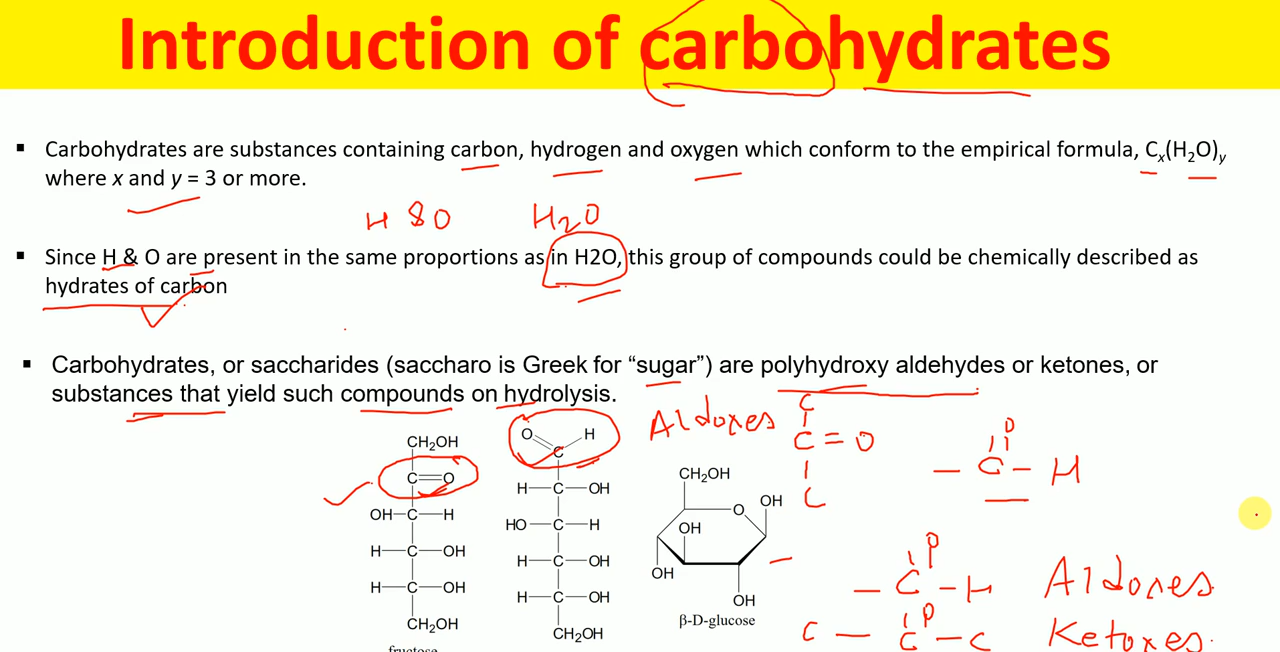 Introduction of carbohydrates
▪ Carbohydrates are substances containing carbon, hydrogen and oxygen which conform to the empirical formula, Cx(H2O)y
where x and y = 3 or more.
H & O H2O
▪ Since H & O are present in the same proportions as in H2O, this group of compounds could be chemically described as
hydrates of carbon
▪ Carbohydrates, or saccharides (saccharo is Greek for “sugar”) are polyhydroxy aldehydes or ketones, or
substances that yield such compounds on hydrolysis.
CH2OH
C=O
OH-C-H
H-C-OH
H-C-OH
CH2OH
fructose
O H
C
H-C-OH
HO-C-H
H-C-OH
H-C-OH
CH2OH
CH2OH
O OH
OH
OH
OH
β-D-glucose
Aldoxes
C
C=O
C
O
-C-H
O
-C-H Aldoses
O
C-C-C Ketoxes.